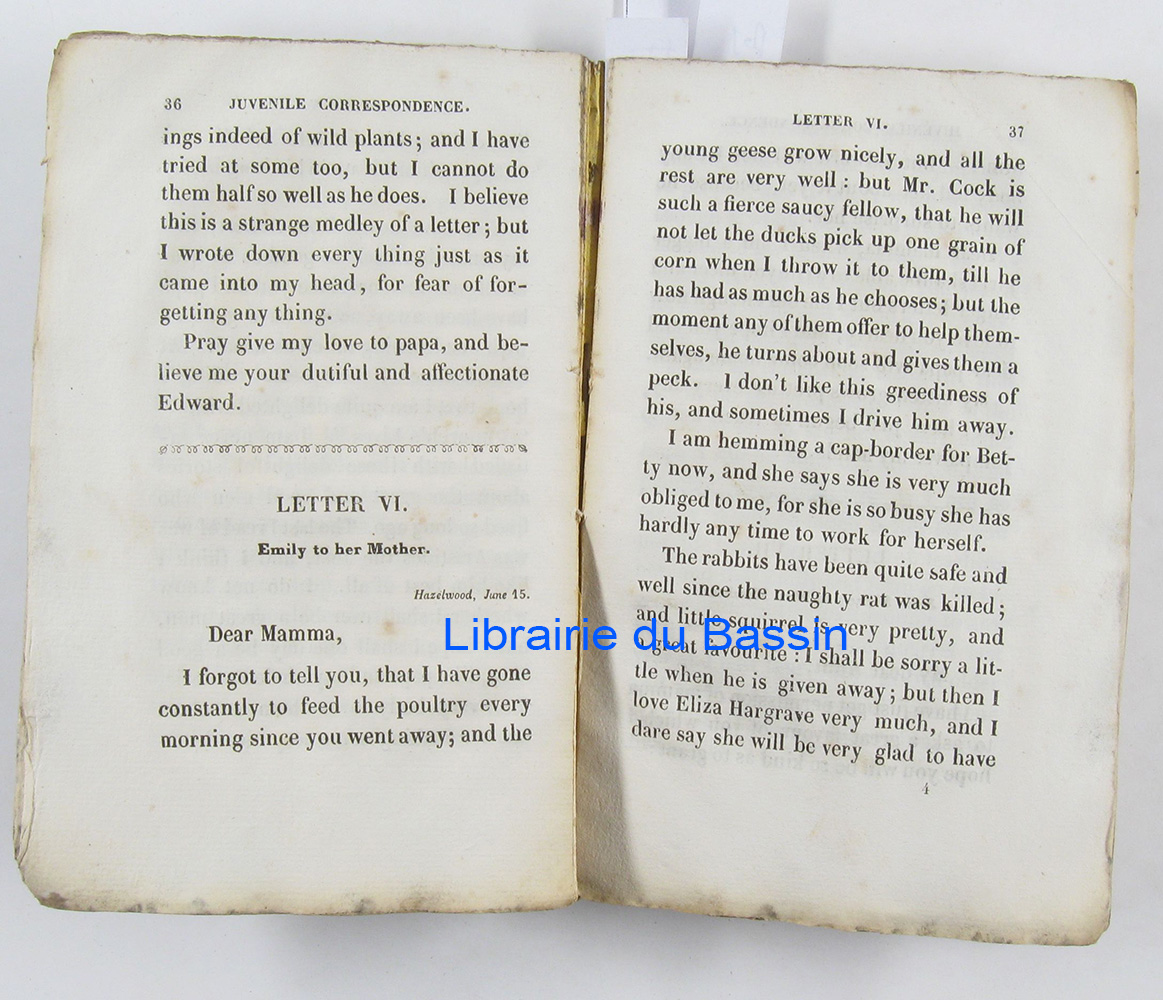 36 JUVENILE CORRESPONDENCE.
ings indeed of wild plants; and I have
tried at some too, but I cannot do
them half so well as he does. I believe
this is a strange medley of a letter; but
I wrote down every thing just as it
came into my head, for fear of for-
getting any thing.
Pray give my love to papa, and be-
lieve me your dutiful and affectionate
Edward.
LETTER VI.
Emily to her Mother.
Hazelwood, June 15.
Dear Mamma,
I forgot to tell you, that I have gone
constantly to feed the poultry every
morning since you went away; and the
LETTER VI. 37
young geese grow nicely, and all the
rest are very well: but Mr. Cock is
such a fierce saucy fellow, that he will
not let the ducks pick up one grain of
corn when I throw it to them, till he
has had as much as he chooses; but the
moment any of them offer to help them-
selves, he turns about and gives them a
peck. I don't like this greediness of
his, and sometimes I drive him away.
I am hemming a cap-border for Bet-
ty now, and she says she is very much
obliged to me, for she is so busy she has
hardly any time to work for herself.
The rabbits have been quite safe and
well since the naughty rat was killed;
and little squirrel is very pretty, and
a great favourite: I shall be sorry a lit-
tle when he is given away; but then I
love Eliza Hargrave very much, and I
dare say she will be very glad to have
4
Librairie du Bassin